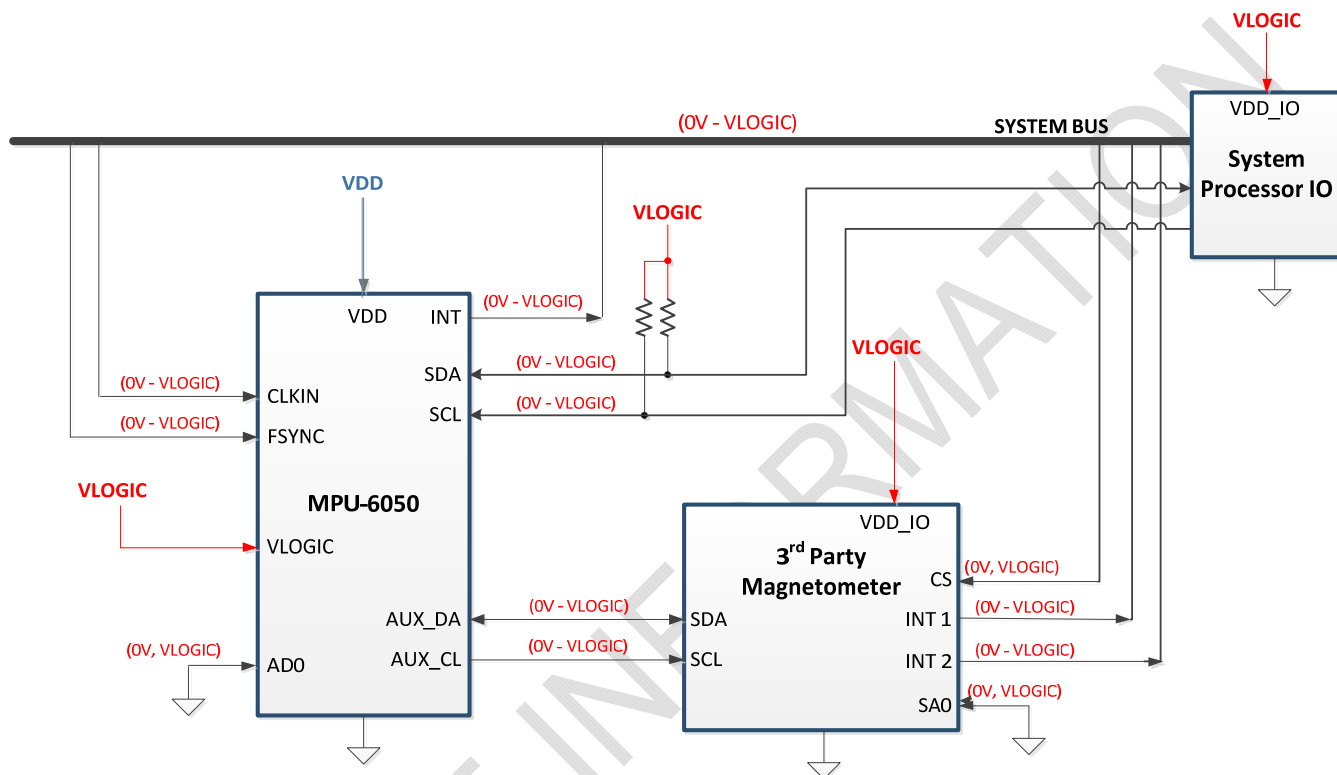 VLOGIC
VDD_IO
System
Processor IO
(0V - VLOGIC)
SYSTEM BUS
VDD
VLOGIC
VDD
INT
(0V - VLOGIC)
SDA
(0V - VLOGIC)
SCL
(0V - VLOGIC)
(0V - VLOGIC)
CLKIN
(0V - VLOGIC)
FSYNC
VLOGIC
MPU-6050
VLOGIC
VLOGIC
VDD_IO
3rd Party
Magnetometer
CS
(0V, VLOGIC)
AUX_DA
(0V - VLOGIC)
SDA
INT 1
(0V - VLOGIC)
AUX_CL
(0V - VLOGIC)
SCL
INT 2
(0V - VLOGIC)
(0V, VLOGIC)
AD0
SA0
(0V, VLOGIC)